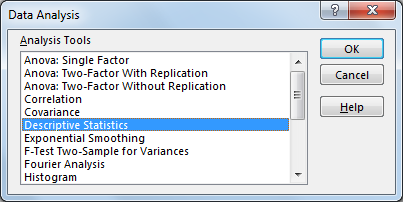 Data Analysis
?
Analysis Tools
Anova: Single Factor
Anova: Two-Factor With Replication
Anova: Two-Factor Without Replication
Correlation
Covariance
Descriptive Statistics
Exponential Smoothing
F-Test Two-Sample for Variances
Fourier Analysis
Histogram
OK
Cancel
Help